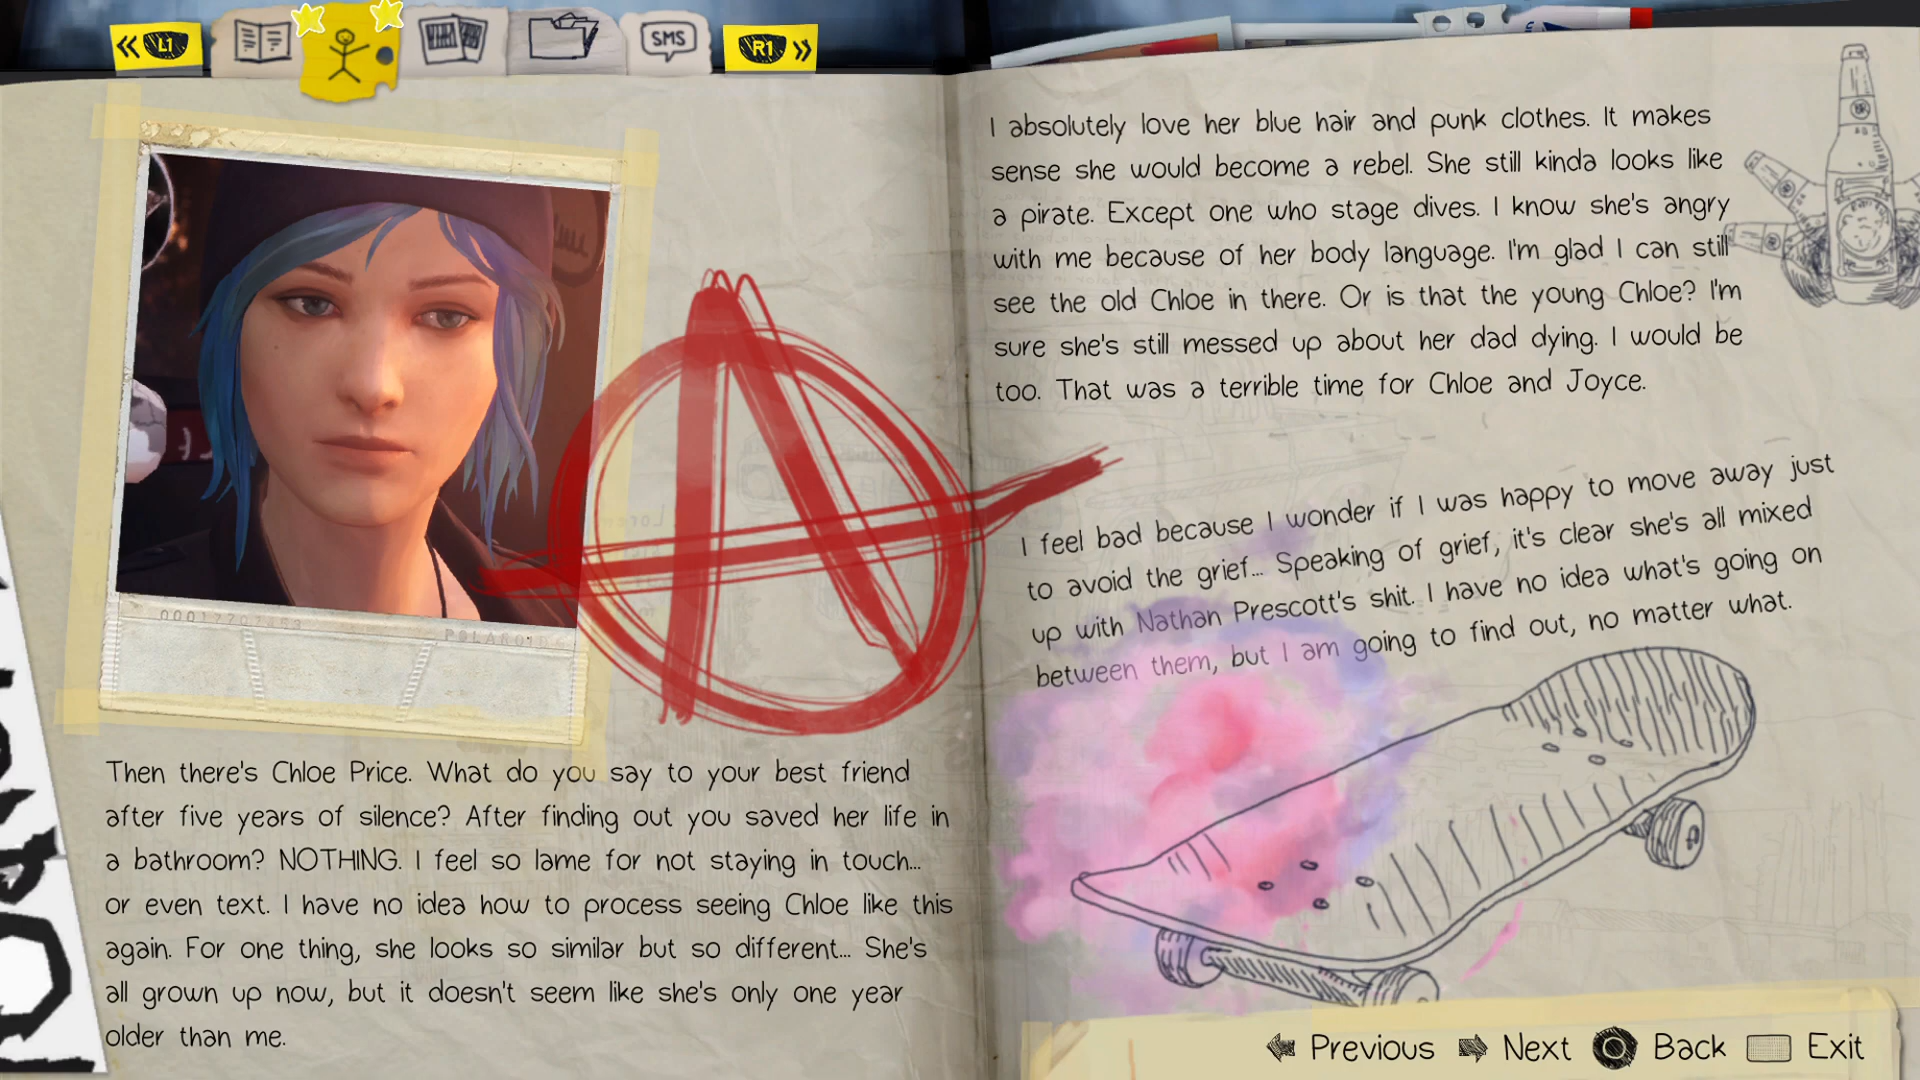 L1
SMS
R1
POLAROID
Then there's Chloe Price. What do you say to your best friend
after five years of silence? After finding out you saved her life in
a bathroom? NOTHING. I feel so lame for not staying in touch...
or even text. I have no idea how to process seeing Chloe like this
again. For one thing, she looks so similar but so different... She's
all grown up now, but it doesn't seem like she's only one year
older than me.
I absolutely love her blue hair and punk clothes. It makes
sense she would become a rebel. She still kinda looks like
a pirate. Except one who stage dives. I know she's angry
with me because of her body language. I'm glad I can still
see the old Chloe in there. Or is that the young Chloe? I'm
sure she's still messed up about her dad dying. I would be
too. That was a terrible time for Chloe and Joyce.
I feel bad because I wonder if I was happy to move away just
to avoid the grief... Speaking of grief, it's clear she's all mixed
up with Nathan Prescott's shit. I have no idea what's going on
between them, but I am going to find out, no matter what.
Previous Next Back Exit